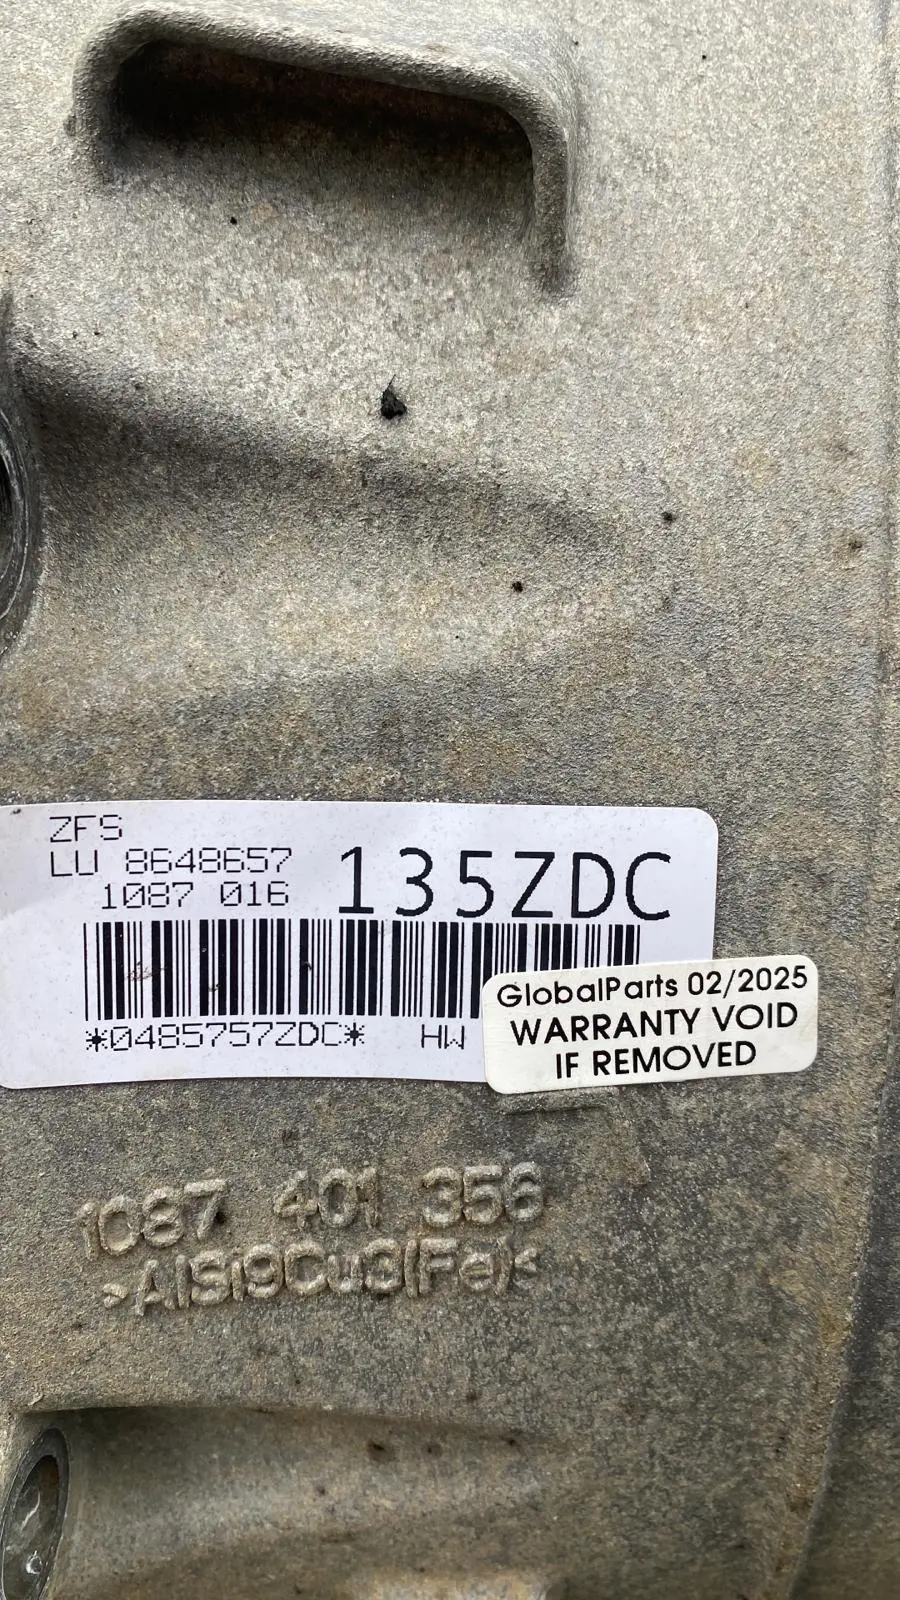 ZFS
LU 8648657
1087 016
135ZDC
*0485757ZDC* HW
GlobalParts 02/2025
WARRANTY VOID
IF REMOVED
1087 401 356
>AlSi9Cu3(Fe)<